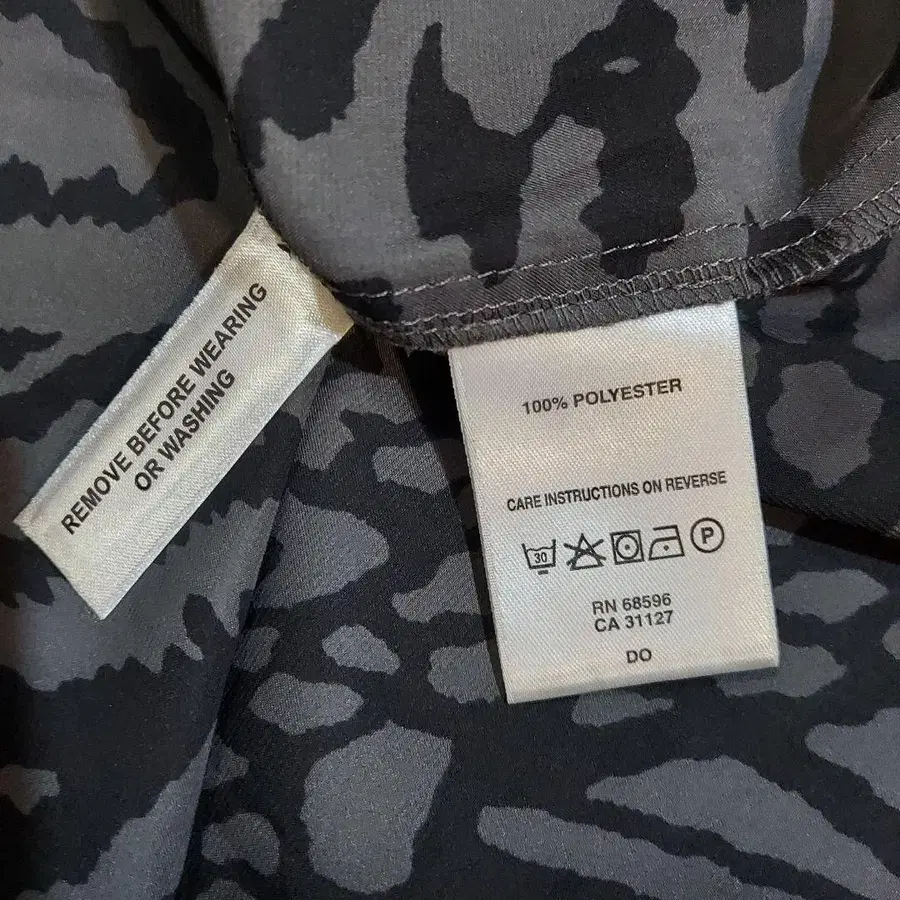 REMOVE BEFORE WEARING
OR WASHING
100% POLYESTER
CARE INSTRUCTIONS ON REVERSE
30
P
RN 68596
CA 31127
DO